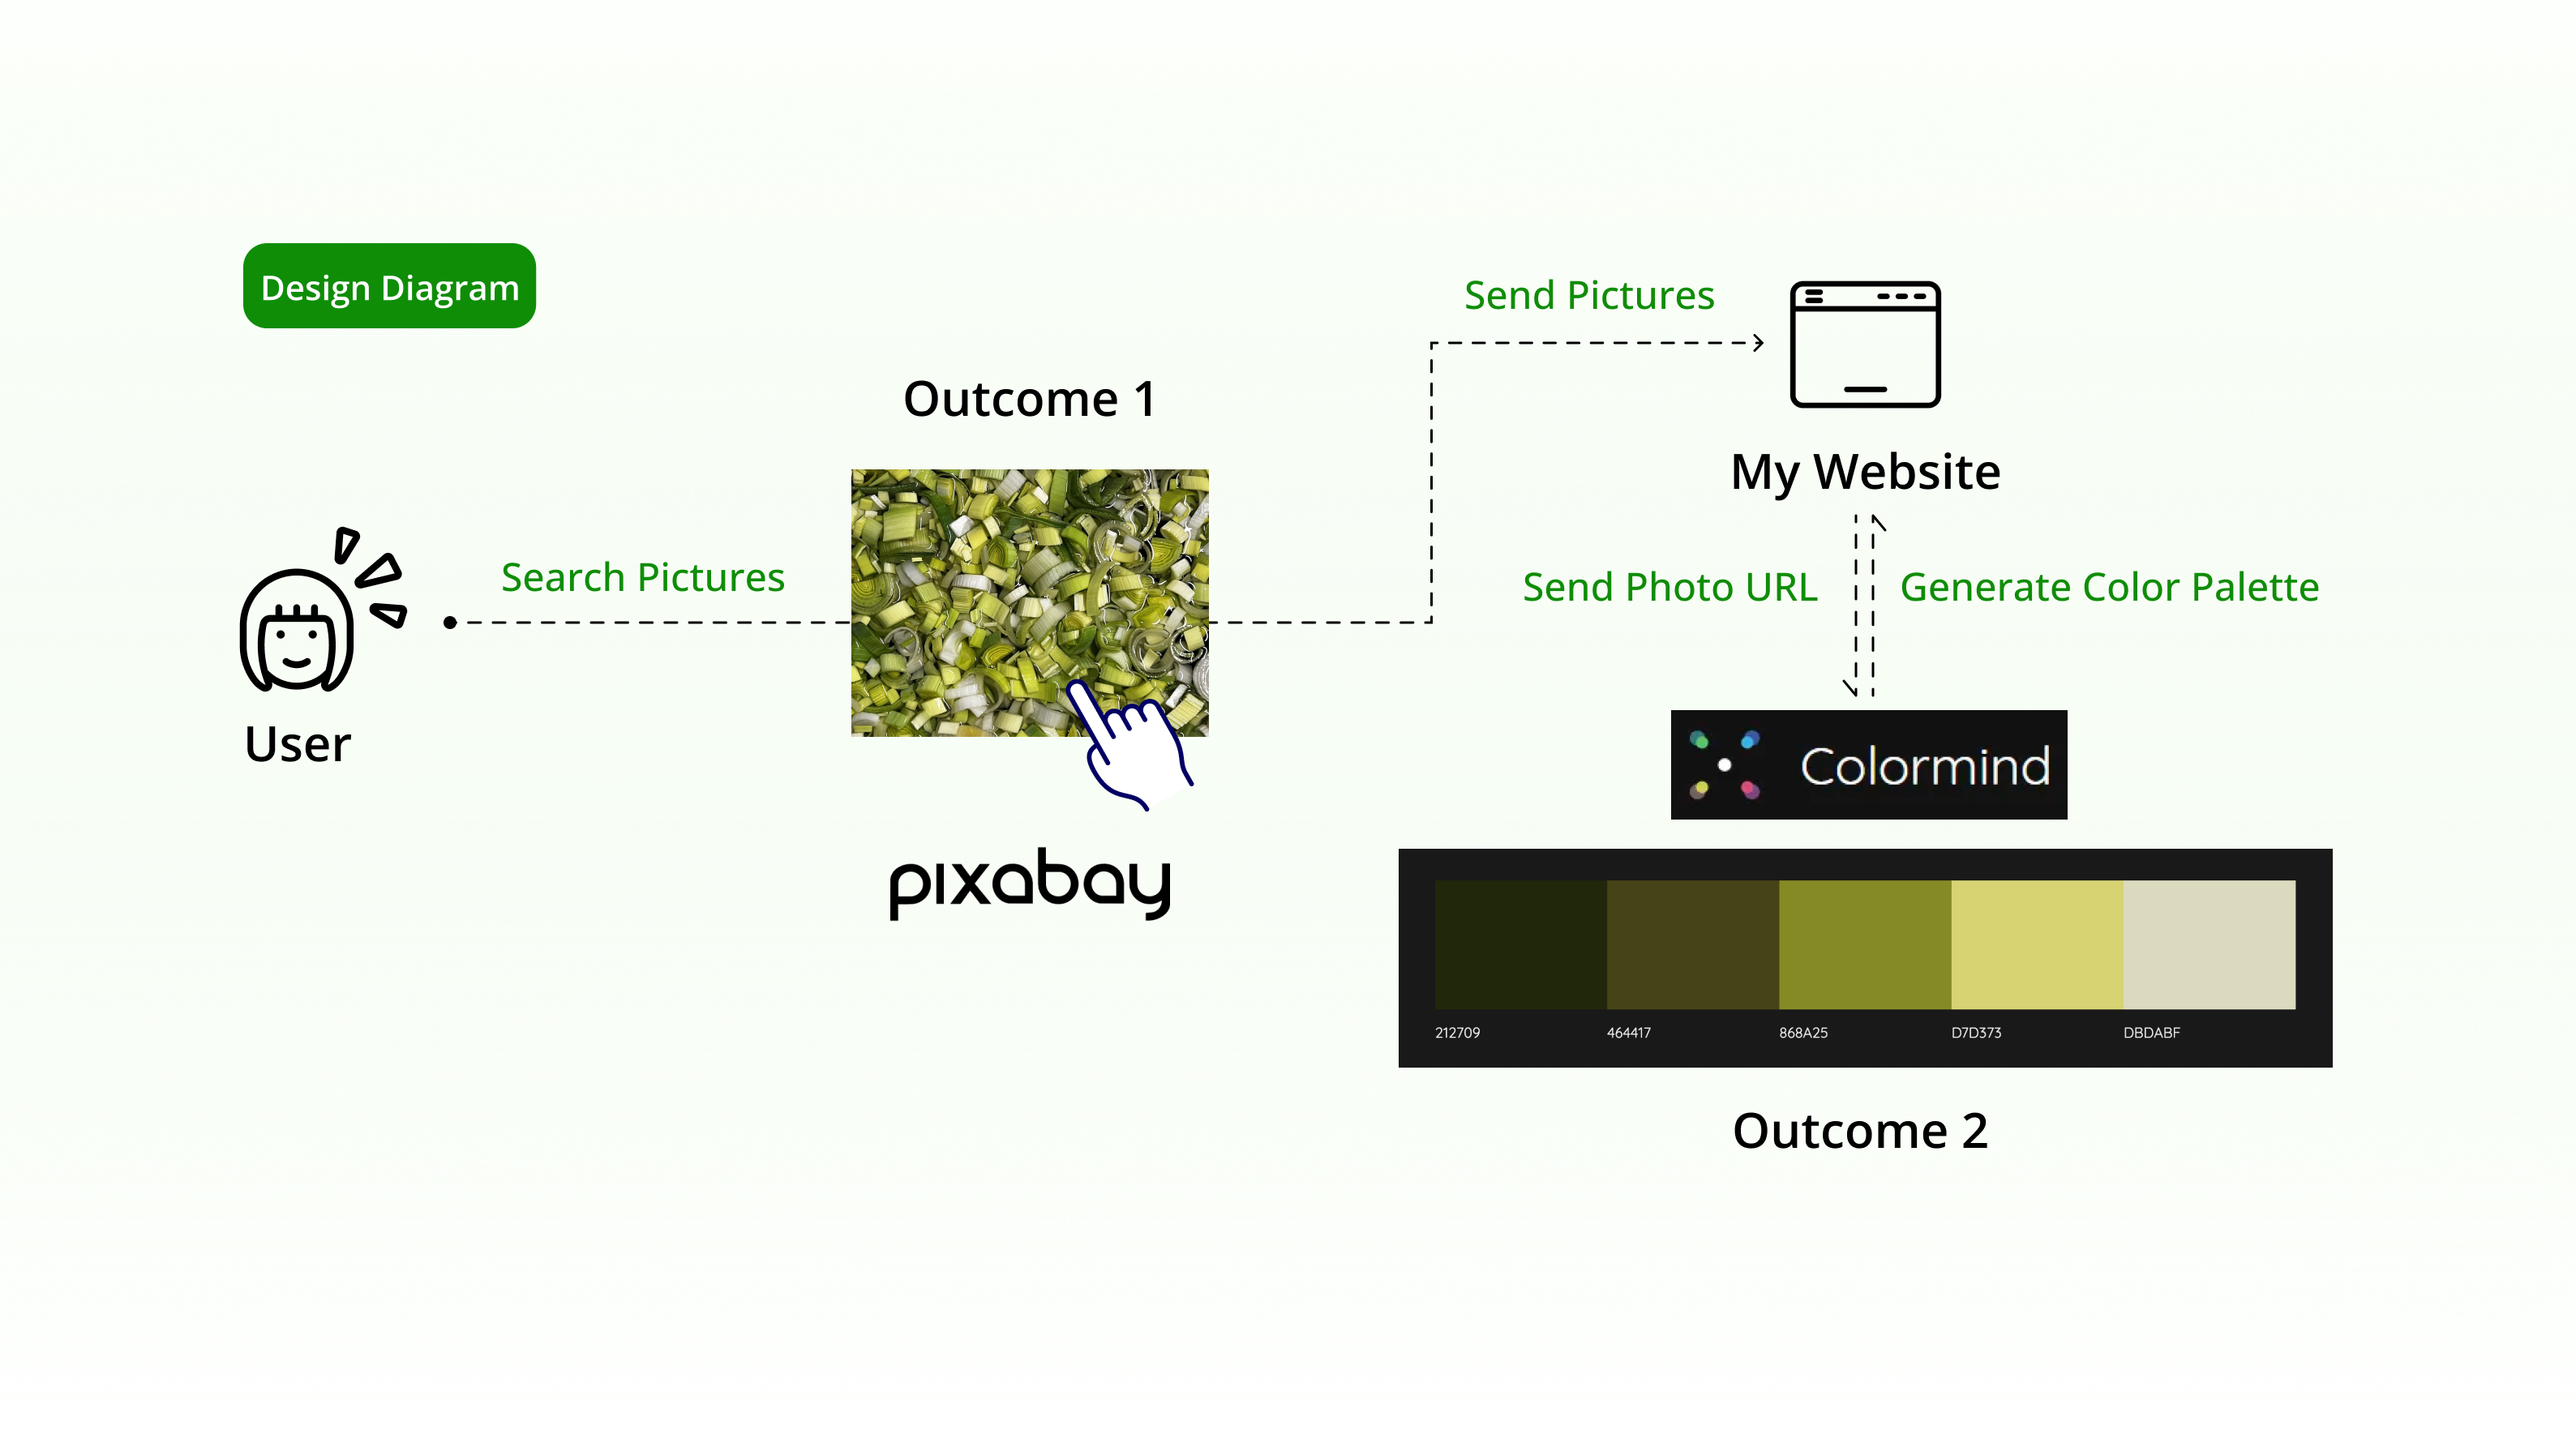 Design Diagram
Send Pictures
Outcome 1
My Website
Search Pictures
Send Photo URL
Generate Color Palette
User
Colormind
pixabay
212709 464417 868A25 D7D373 DBDABF
Outcome 2